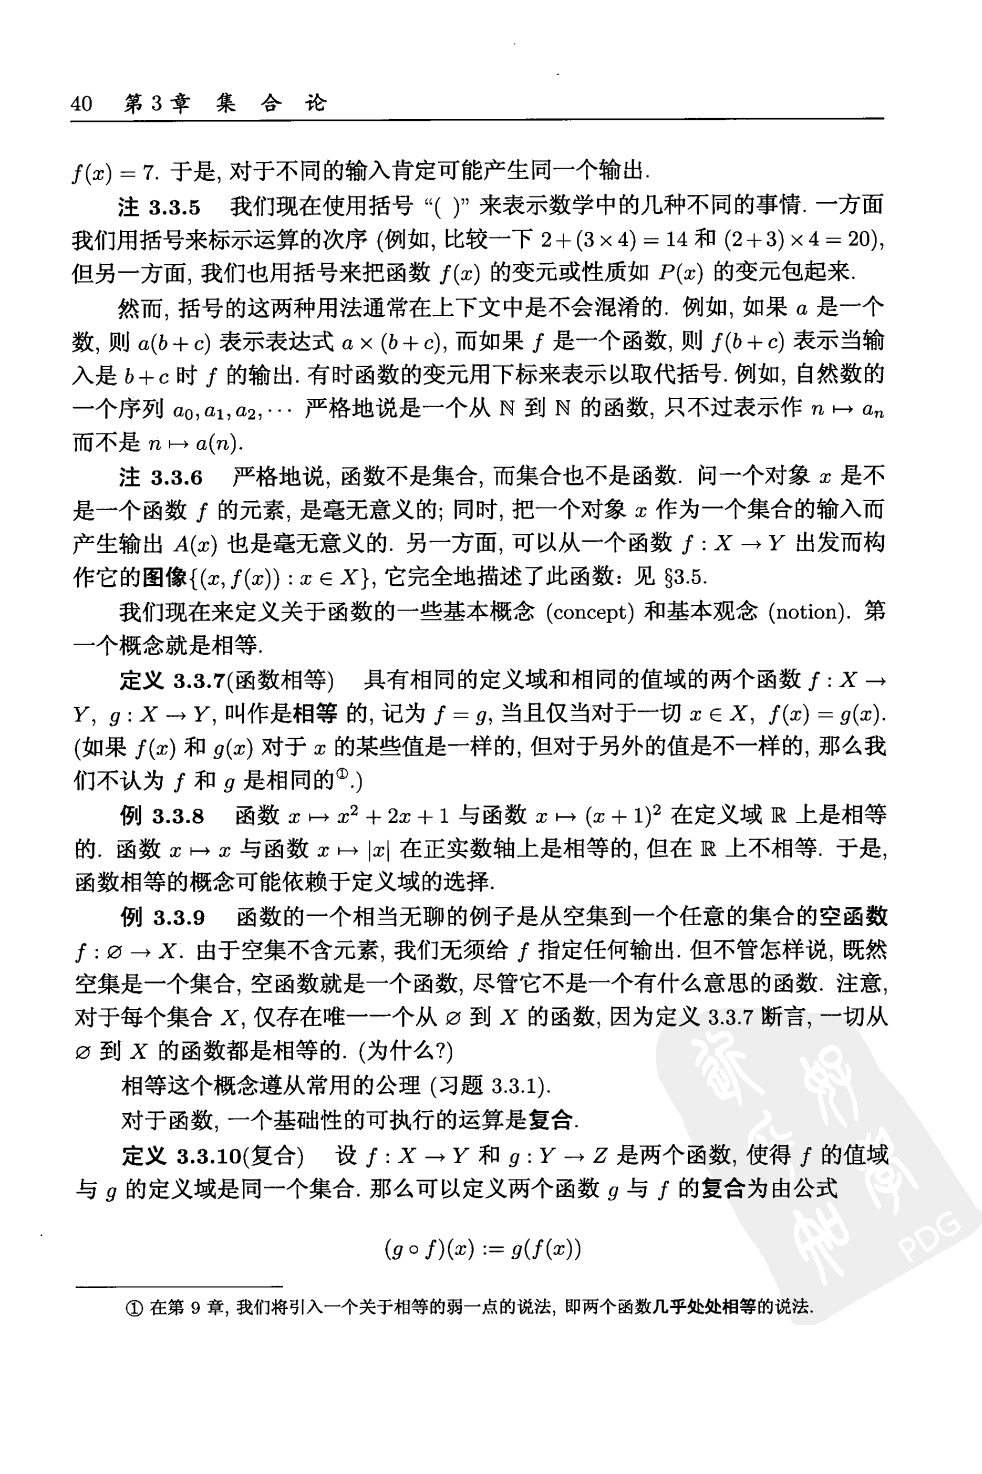 40 第3章 集 合 论
f(x) = 7. 于是, 对于不同的输入肯定可能产生同一个输出.
注 3.3.5 我们现在使用括号 “( )” 来表示数学中的几种不同的事情. 一方面
我们用括号来标示运算的次序 (例如, 比较一下 2+(3×4) = 14 和 (2+3)×4 = 20),
但另一方面, 我们也用括号来把函数 f(x) 的变元或性质如 P(x) 的变元包起来.
然而, 括号的这两种用法通常在上下文中是不会混淆的. 例如, 如果 a 是一个
数, 则 a(b+c) 表示表达式 a × (b+c), 而如果 f 是一个函数, 则 f(b+c) 表示当输
入是 b+c 时 f 的输出. 有时函数的变元用下标来表示以取代括号. 例如, 自然数的
一个序列 a₀, a₁, a₂, ··· 严格地说是一个从 ℕ 到 ℕ 的函数, 只不过表示作 n ↦ aₙ
而不是 n ↦ a(n).
注 3.3.6 严格地说, 函数不是集合, 而集合也不是函数. 问一个对象 x 是不
是一个函数 f 的元素, 是毫无意义的; 同时, 把一个对象 x 作为一个集合的输入而
产生输出 A(x) 也是毫无意义的. 另一方面, 可以从一个函数 f : X → Y 出发而构
作它的图像{(x, f(x)) : x ∈ X}, 它完全地描述了此函数: 见 §3.5.
我们现在来定义关于函数的一些基本概念 (concept) 和基本观念 (notion). 第
一个概念就是相等.
定义 3.3.7(函数相等) 具有相同的定义域和相同的值域的两个函数 f : X →
Y, g : X → Y, 叫作是相等 的, 记为 f = g, 当且仅当对于一切 x ∈ X, f(x) = g(x).
(如果 f(x) 和 g(x) 对于 x 的某些值是一样的, 但对于另外的值是不一样的, 那么我
们不认为 f 和 g 是相同的①.)
例 3.3.8 函数 x ↦ x² + 2x + 1 与函数 x ↦ (x + 1)² 在定义域 ℝ 上是相等
的. 函数 x ↦ x 与函数 x ↦ |x| 在正实数轴上是相等的, 但在 ℝ 上不相等. 于是,
函数相等的概念可能依赖于定义域的选择.
例 3.3.9 函数的一个相当无聊的例子是从空集到一个任意的集合的空函数
f : ∅ → X. 由于空集不含元素, 我们无须给 f 指定任何输出. 但不管怎样说, 既然
空集是一个集合, 空函数就是一个函数, 尽管它不是一个有什么意思的函数. 注意,
对于每个集合 X, 仅存在唯一一个从 ∅ 到 X 的函数, 因为定义 3.3.7 断言, 一切从
∅ 到 X 的函数都是相等的. (为什么?)
相等这个概念遵从常用的公理 (习题 3.3.1).
对于函数, 一个基础性的可执行的运算是复合.
定义 3.3.10(复合) 设 f : X → Y 和 g : Y → Z 是两个函数, 使得 f 的值域
与 g 的定义域是同一个集合. 那么可以定义两个函数 g 与 f 的复合为由公式
(g ∘ f)(x) := g(f(x))
① 在第 9 章, 我们将引入一个关于相等的弱一点的说法, 即两个函数几乎处处相等的说法.
PDG